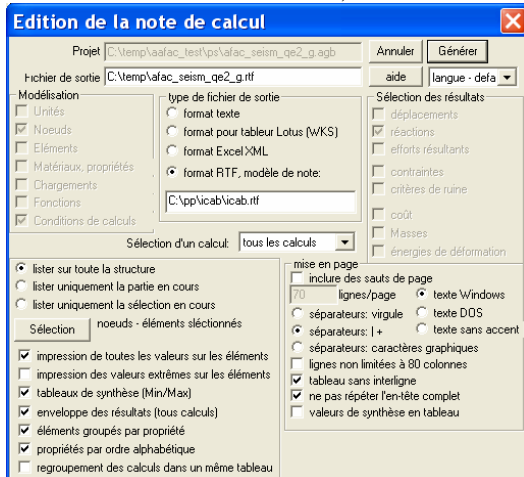 Edition de la note de calcul
Projet C:\temp\aafac_test\ps\afac_seism_qe2_g.agb Annuler Générer
Fichier de sortie C:\temp\afac_seism_qe2_g.rtf aide langue - defa
Modélisation type de fichier de sortie Sélection des résultats
Unités format texte déplacements
Noeuds format pour tableur Lotus (WKS) réactions
Eléments format Excel XML efforts résultants
Matériaux, propriétés format RTF, modèle de note: contraintes
Chargements critères de ruine
Fonctions C:\pp\icab\icab.rtf coût
Conditions de calculs Masses
Sélection d'un calcul: tous les calculs énergies de déformation
lister sur toute la structure
lister uniquement la partie en cours
lister uniquement la sélection en cours
Sélection noeuds - éléments sléctionnés
impression de toutes les valeurs sur les éléments
impression des valeurs extrêmes sur les éléments
tableaux de synthèse (Min/Max)
enveloppe des résultats (tous calculs)
éléments groupés par propriété
propriétés par ordre alphabétique
regroupement des calculs dans un même tableau
mise en page
inclure des sauts de page
70 lignes/page texte Windows
séparateurs: virgule texte DOS
séparateurs: | + texte sans accent
séparateurs: caractères graphiques
lignes non limitées à 80 colonnes
tableau sans interligne
ne pas répéter l'en-tête complet
valeurs de synthèse en tableau